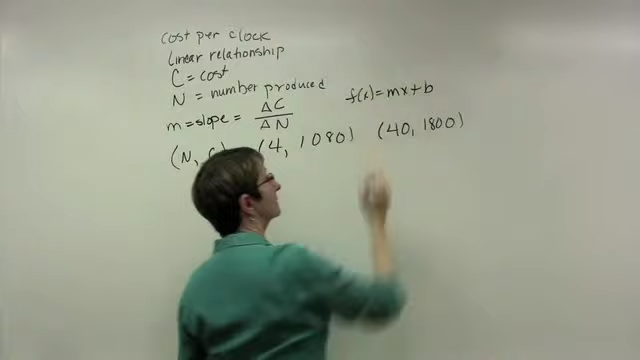 cost per clock
Linear relationship
C = cost
N = number produced
f(x) = mx + b
m = slope = ΔC / ΔN
(N, (4, 1080) (40, 1800)